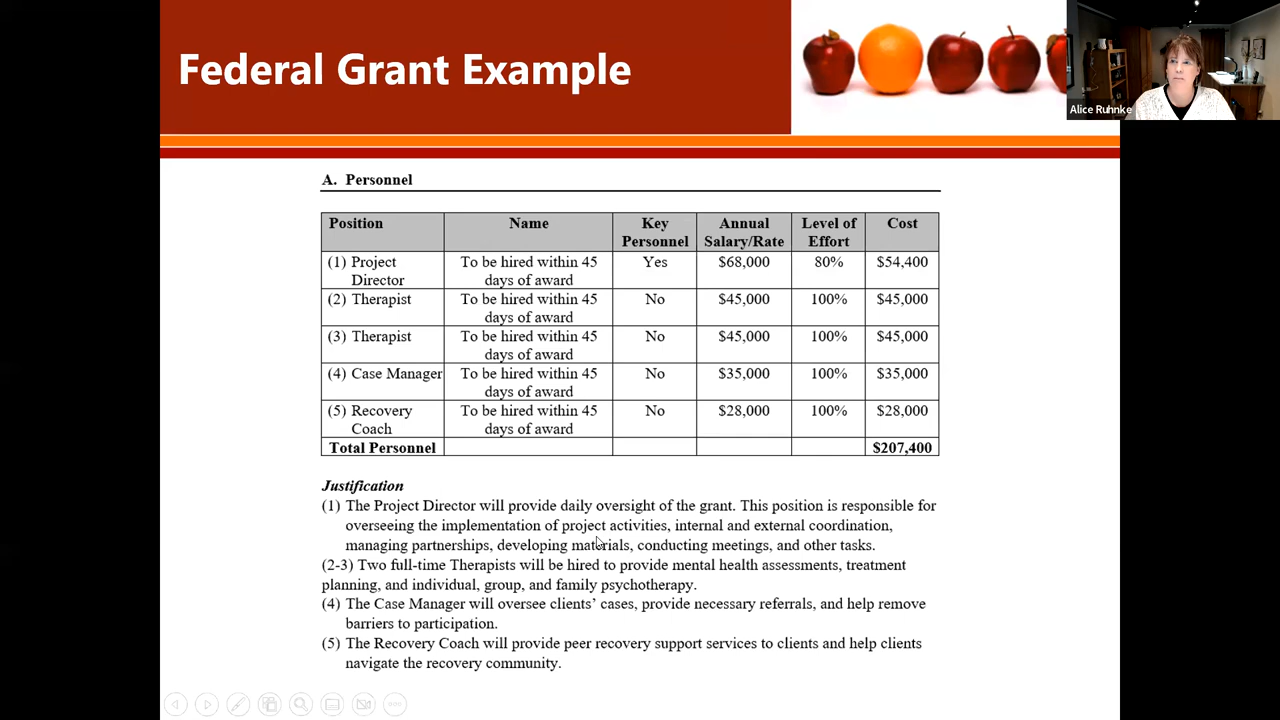 Federal Grant Example
Alice Ruhnke
A. Personnel
Position Name Key Personnel Annual Salary/Rate Level of Effort Cost
(1) Project Director To be hired within 45 days of award Yes $68,000 80% $54,400
(2) Therapist To be hired within 45 days of award No $45,000 100% $45,000
(3) Therapist To be hired within 45 days of award No $45,000 100% $45,000
(4) Case Manager To be hired within 45 days of award No $35,000 100% $35,000
(5) Recovery Coach To be hired within 45 days of award No $28,000 100% $28,000
Total Personnel $207,400
Justification
(1) The Project Director will provide daily oversight of the grant. This position is responsible for
overseeing the implementation of project activities, internal and external coordination,
managing partnerships, developing materials, conducting meetings, and other tasks.
(2-3) Two full-time Therapists will be hired to provide mental health assessments, treatment
planning, and individual, group, and family psychotherapy.
(4) The Case Manager will oversee clients’ cases, provide necessary referrals, and help remove
barriers to participation.
(5) The Recovery Coach will provide peer recovery support services to clients and help clients
navigate the recovery community.